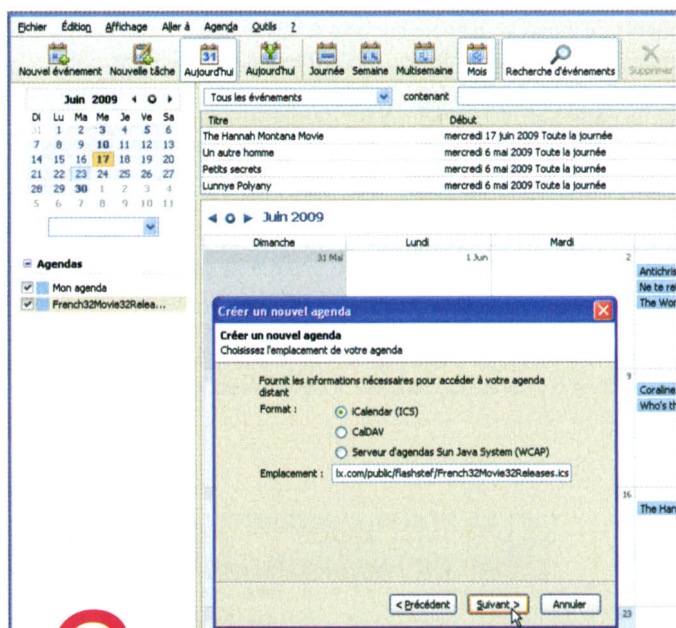 Fichier Édition Affichage Aller à Agenda Outils ?
Nouvel événement Nouvelle tâche Aujourd'hui Aujourd'hui Journée Semaine Multisemaine Mois Recherche d'événements Supprimer
31
Juin 2009
Di Lu Ma Me Je Ve Sa
31 1 2 3 4 5 6
7 8 9 10 11 12 13
14 15 16 17 18 19 20
21 22 23 24 25 26 27
28 29 30 1 2 3 4
5 6 7 8 9 10 11
Agendas
Mon agenda
French32Movie32Relea...
Tous les événements contenant
Titre Début
The Hannah Montana Movie mercredi 17 juin 2009 Toute la journée
Un autre homme mercredi 6 mai 2009 Toute la journée
Petits secrets mercredi 6 mai 2009 Toute la journée
Lunnye Polyany mercredi 6 mai 2009 Toute la journée
Juin 2009
Dimanche Lundi Mardi
31 Mai 1 Jun 2
Antichris
Ne te re
The Wor
9
Coraline
Who's th
16
The Han
23
Créer un nouvel agenda
Créer un nouvel agenda
Choisissez l'emplacement de votre agenda
Fournit les informations nécessaires pour accéder à votre agenda
distant
Format :
iCalendar (ICS)
CalDAV
Serveur d'agendas Sun Java System (WCAP)
Emplacement : lx.com/public/flashstef/French32Movie32Releases.ics
< Précédent Suivant > Annuler